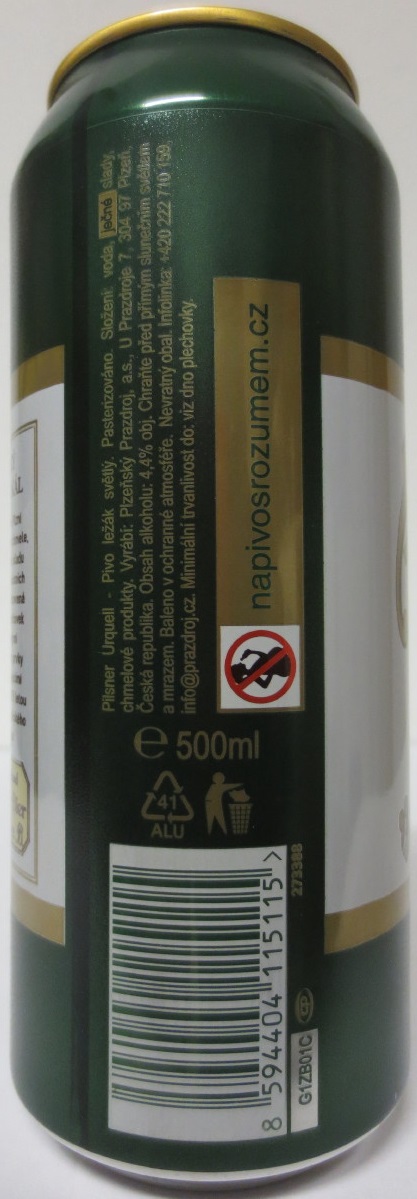 Pilsner Urquell - Pivo ležák světlý. Pasterizováno. Složení: voda, ječné slady,
chmelové produkty. Vyrábí: Plzeňský Prazdroj, a.s., U Prazdroje 7, 304 97 Plzeň,
Česká republika. Obsah alkoholu: 4,4% obj. Chraňte před přímým slunečním světlem
a mrazem. Baleno v ochranné atmosféře. Nevratný obal. Infolinka: +420 222 710 159,
info@prazdroj.cz. Minimální trvanlivost do: viz dno plechovky.
napivosrozumem.cz
e 500ml
41
ALU
8 594404 115115 >
273388
G1ZB01C